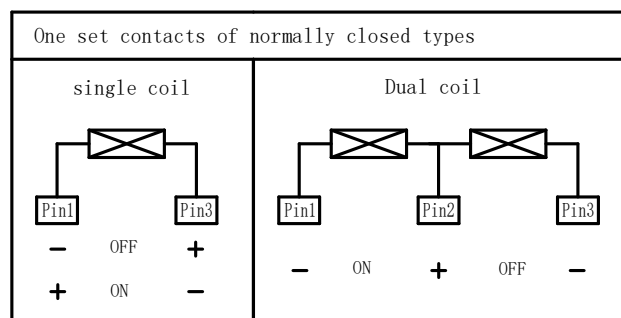 One set contacts of normally closed types
single coil
Dual coil
Pin1
Pin3
Pin1
Pin2
Pin3
− OFF +
+ ON −
− ON + OFF −